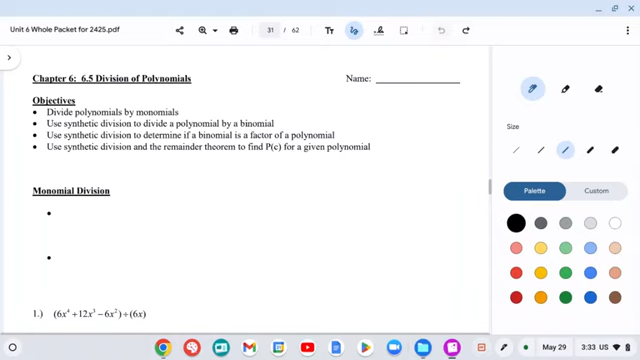 Unit 6 Whole Packet for 2425.pdf
31 / 62
Chapter 6: 6.5 Division of Polynomials Name: ____________
Objectives
• Divide polynomials by monomials
• Use synthetic division to divide a polynomial by a binomial
• Use synthetic division to determine if a binomial is a factor of a polynomial
• Use synthetic division and the remainder theorem to find P(c) for a given polynomial
Monomial Division
•
•
1.) (6x⁴ +12x³ −6x²) ÷ (6x)
Size
Palette Custom
May 29 3:33 US